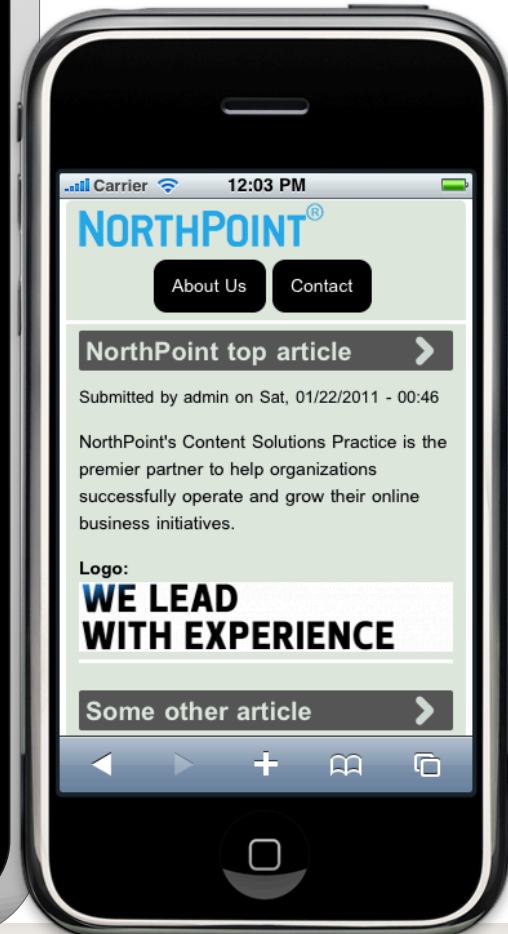 Carrier 12:03 PM
NORTHPOINT®
About Us Contact
NorthPoint top article
Submitted by admin on Sat, 01/22/2011 - 00:46
NorthPoint's Content Solutions Practice is the
premier partner to help organizations
successfully operate and grow their online
business initiatives.
Logo:
WE LEAD
WITH EXPERIENCE
Some other article